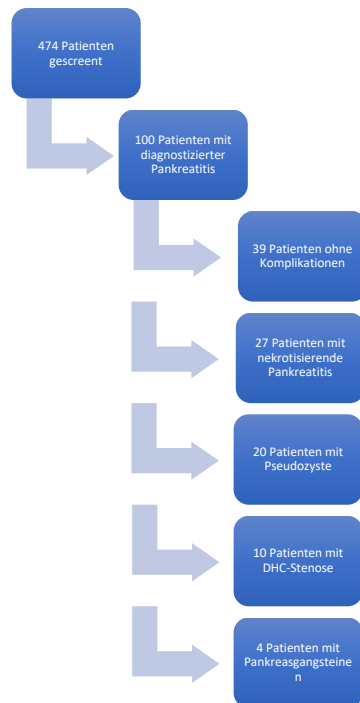 474 Patienten
gescreent
100 Patienten mit
diagnostizierter
Pankreatitis
39 Patienten ohne
Komplikationen
27 Patienten mit
nekrotisierende
Pankreatitis
20 Patienten mit
Pseudozyste
10 Patienten mit
DHC-Stenose
4 Patienten mit
Pankreasgangsteine
n